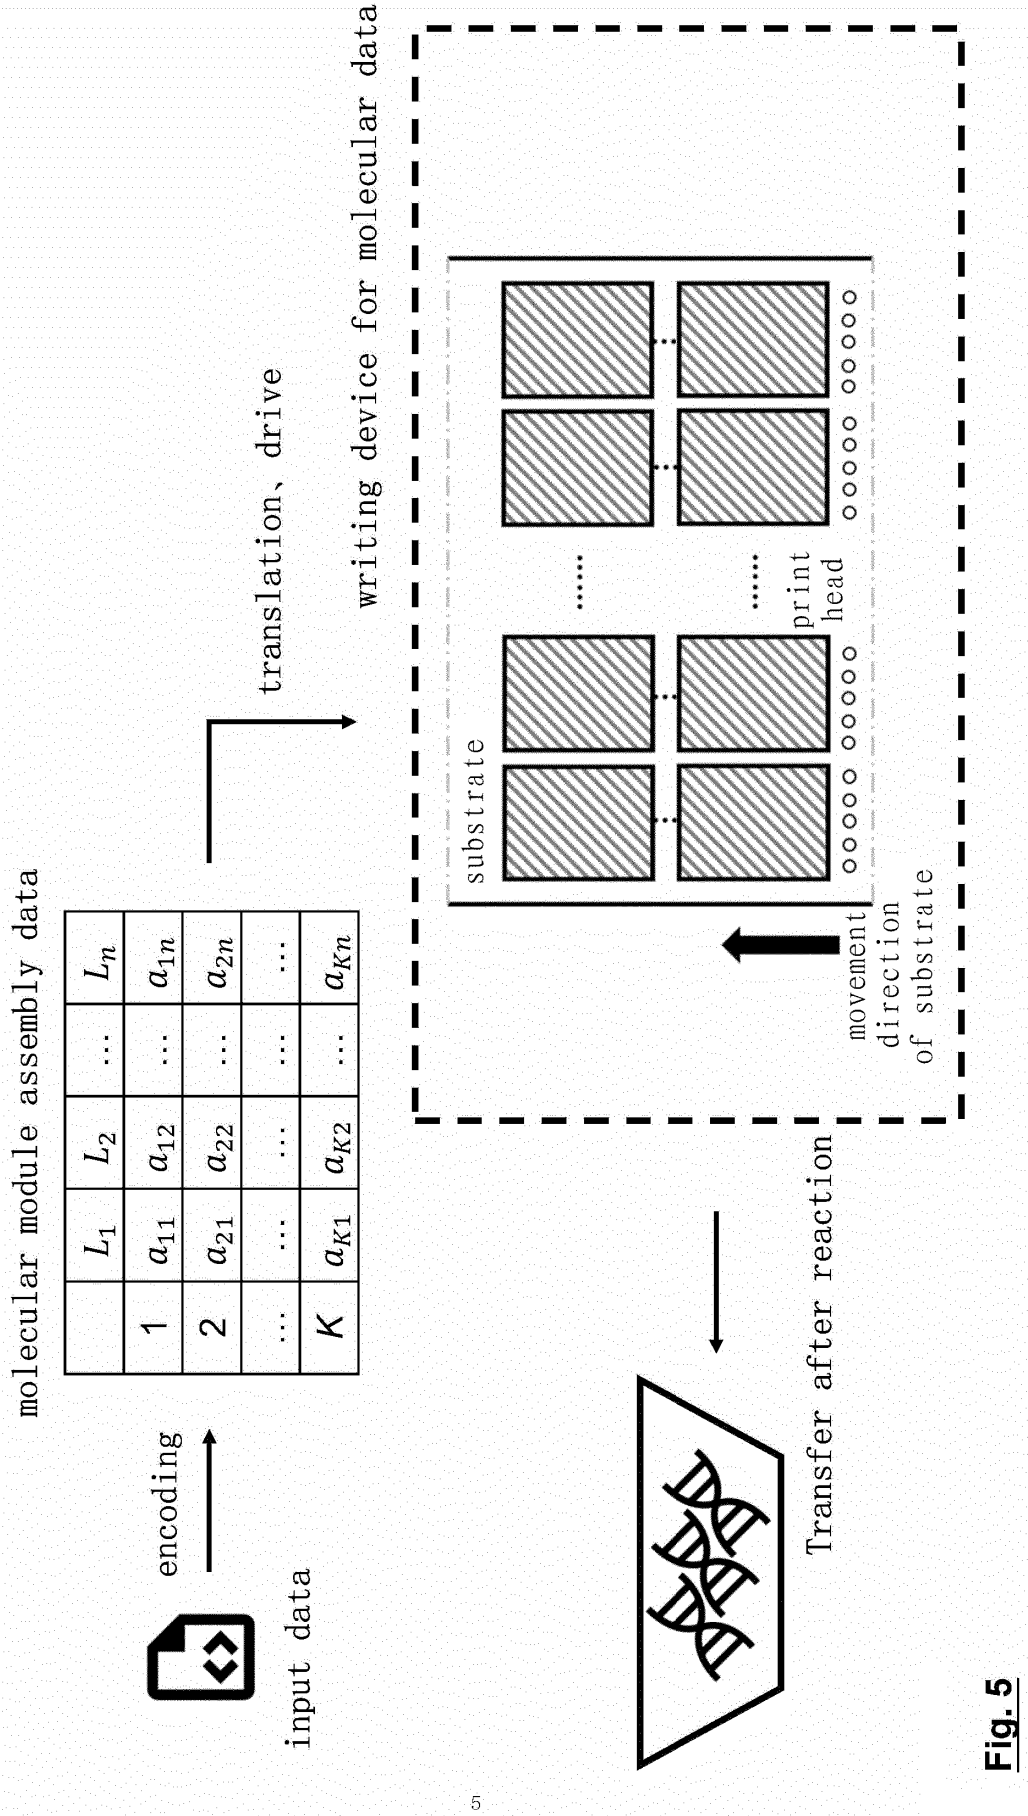 molecular module assembly data
L1 L2 ... Ln
1 a11 a12 ... a1n
2 a21 a22 ... a2n
... ... ... ... ...
K aK1 aK2 ... aKn
encoding
input data
translation、drive
writing device for molecular data
substrate
......
......
print
head
movement
direction
of substrate
Transfer after reaction
Fig. 5
5